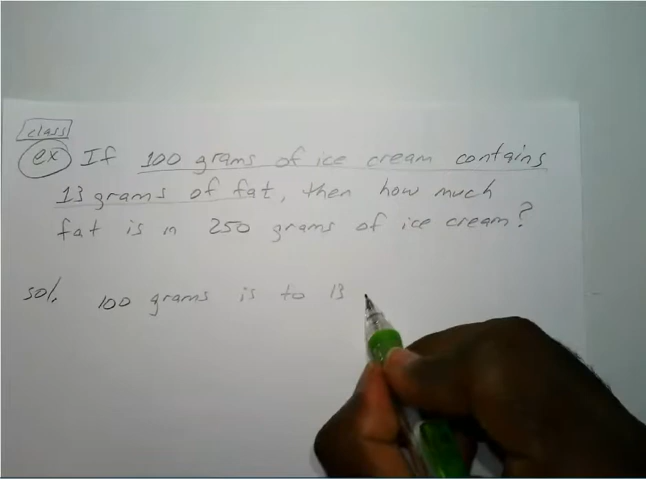 class
ex If 100 grams of ice cream contains
13 grams of fat, then how much
fat is in 250 grams of ice cream?
sol. 100 grams is to 13